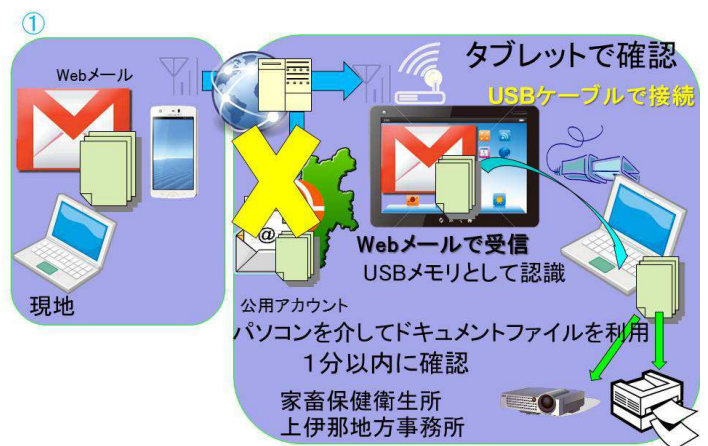 ①
Webメール
現地
タブレットで確認
USBケーブルで接続
@
Webメールで受信
USBメモリとして認識
公用アカウント
パソコンを介してドキュメントファイルを利用
1分以内に確認
家畜保健衛生所
上伊那地方事務所